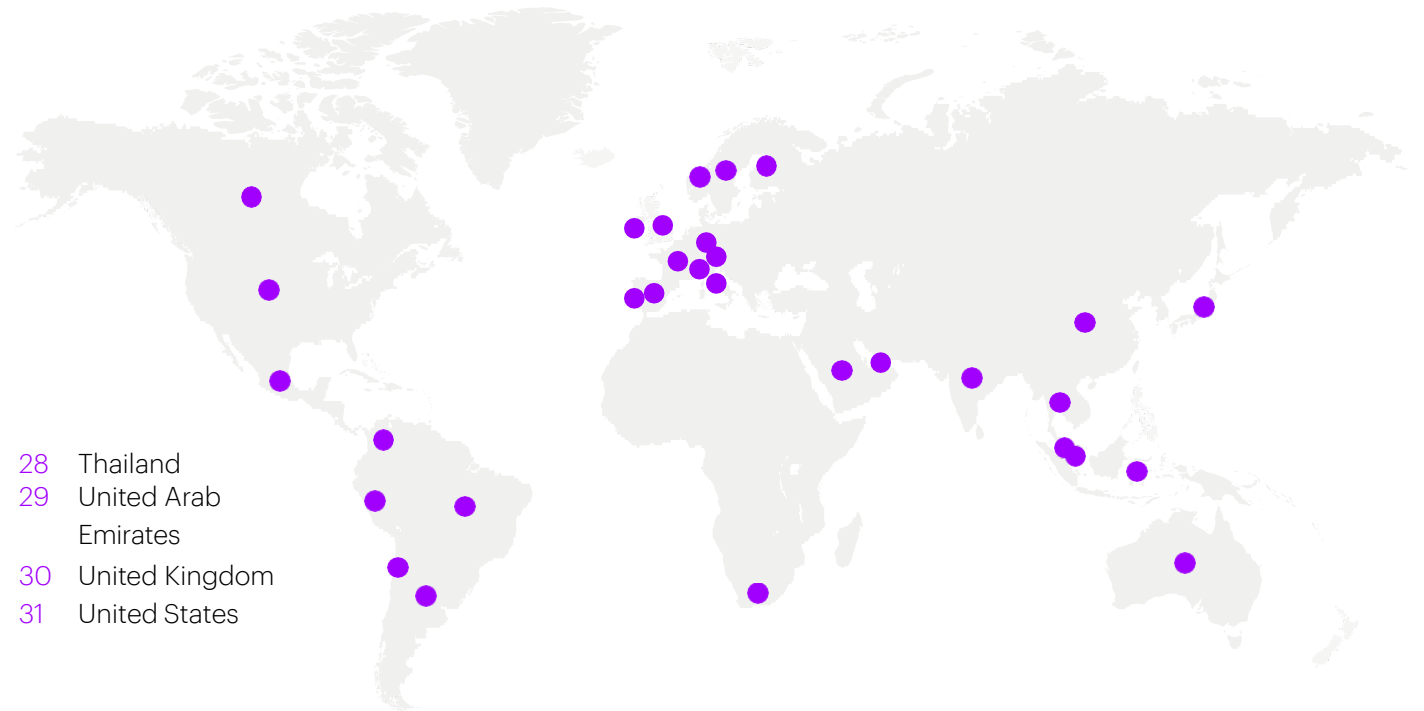 28 Thailand
29 United Arab
Emirates
30 United Kingdom
31 United States